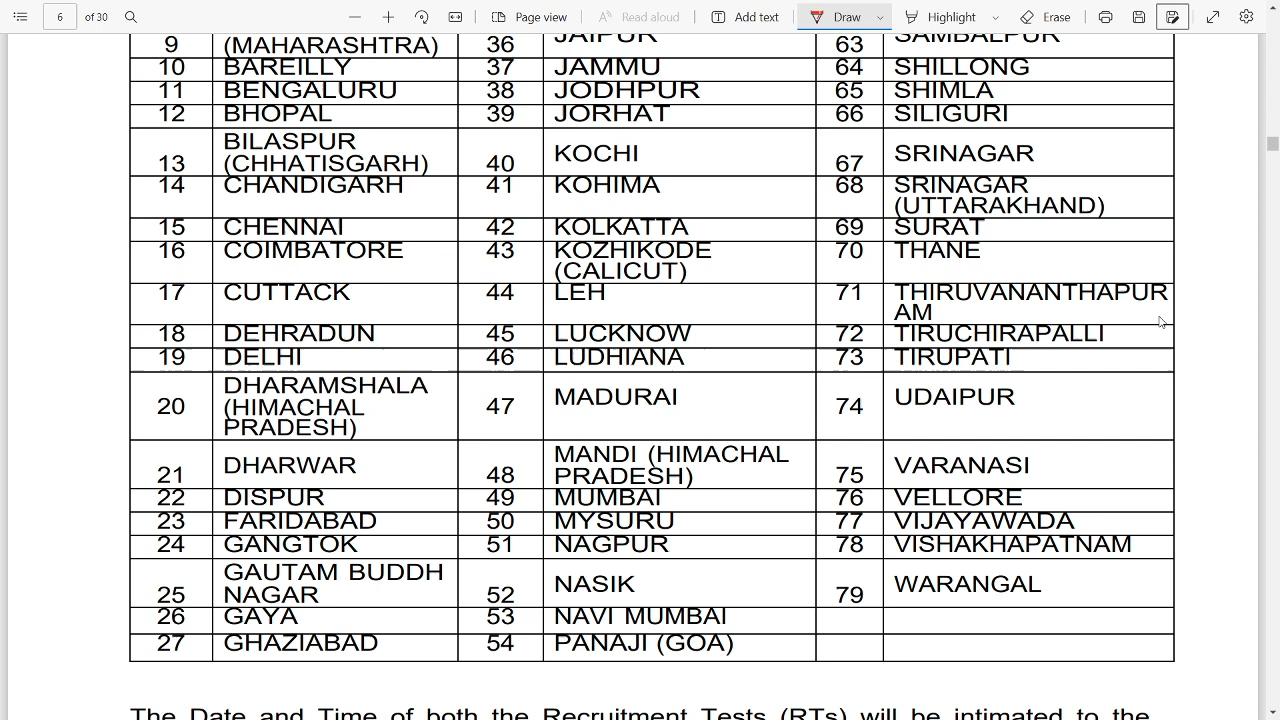 6 of 30 Page view Read aloud Add text Draw Highlight Erase
9 (MAHARASHTRA) 36 JAIPUR 63 SAMBALPUR
10 BAREILLY 37 JAMMU 64 SHILLONG
11 BENGALURU 38 JODHPUR 65 SHIMLA
12 BHOPAL 39 JORHAT 66 SILIGURI
BILASPUR
13 (CHHATISGARH) 40 KOCHI 67 SRINAGAR
14 CHANDIGARH 41 KOHIMA 68 SRINAGAR
(UTTARAKHAND)
15 CHENNAI 42 KOLKATTA 69 SURAT
16 COIMBATORE 43 KOZHIKODE 70 THANE
(CALICUT)
17 CUTTACK 44 LEH 71 THIRUVANANTHAPUR
AM
18 DEHRADUN 45 LUCKNOW 72 TIRUCHIRAPALLI
19 DELHI 46 LUDHIANA 73 TIRUPATI
DHARAMSHALA
20 (HIMACHAL 47 MADURAI 74 UDAIPUR
PRADESH)
MANDI (HIMACHAL
21 DHARWAR 48 PRADESH) 75 VARANASI
22 DISPUR 49 MUMBAI 76 VELLORE
23 FARIDABAD 50 MYSURU 77 VIJAYAWADA
24 GANGTOK 51 NAGPUR 78 VISHAKHAPATNAM
GAUTAM BUDDH
25 NAGAR 52 NASIK 79 WARANGAL
26 GAYA 53 NAVI MUMBAI
27 GHAZIABAD 54 PANAJI (GOA)
The Date and Time of both the Recruitment Tests (RTs) will be intimated to the